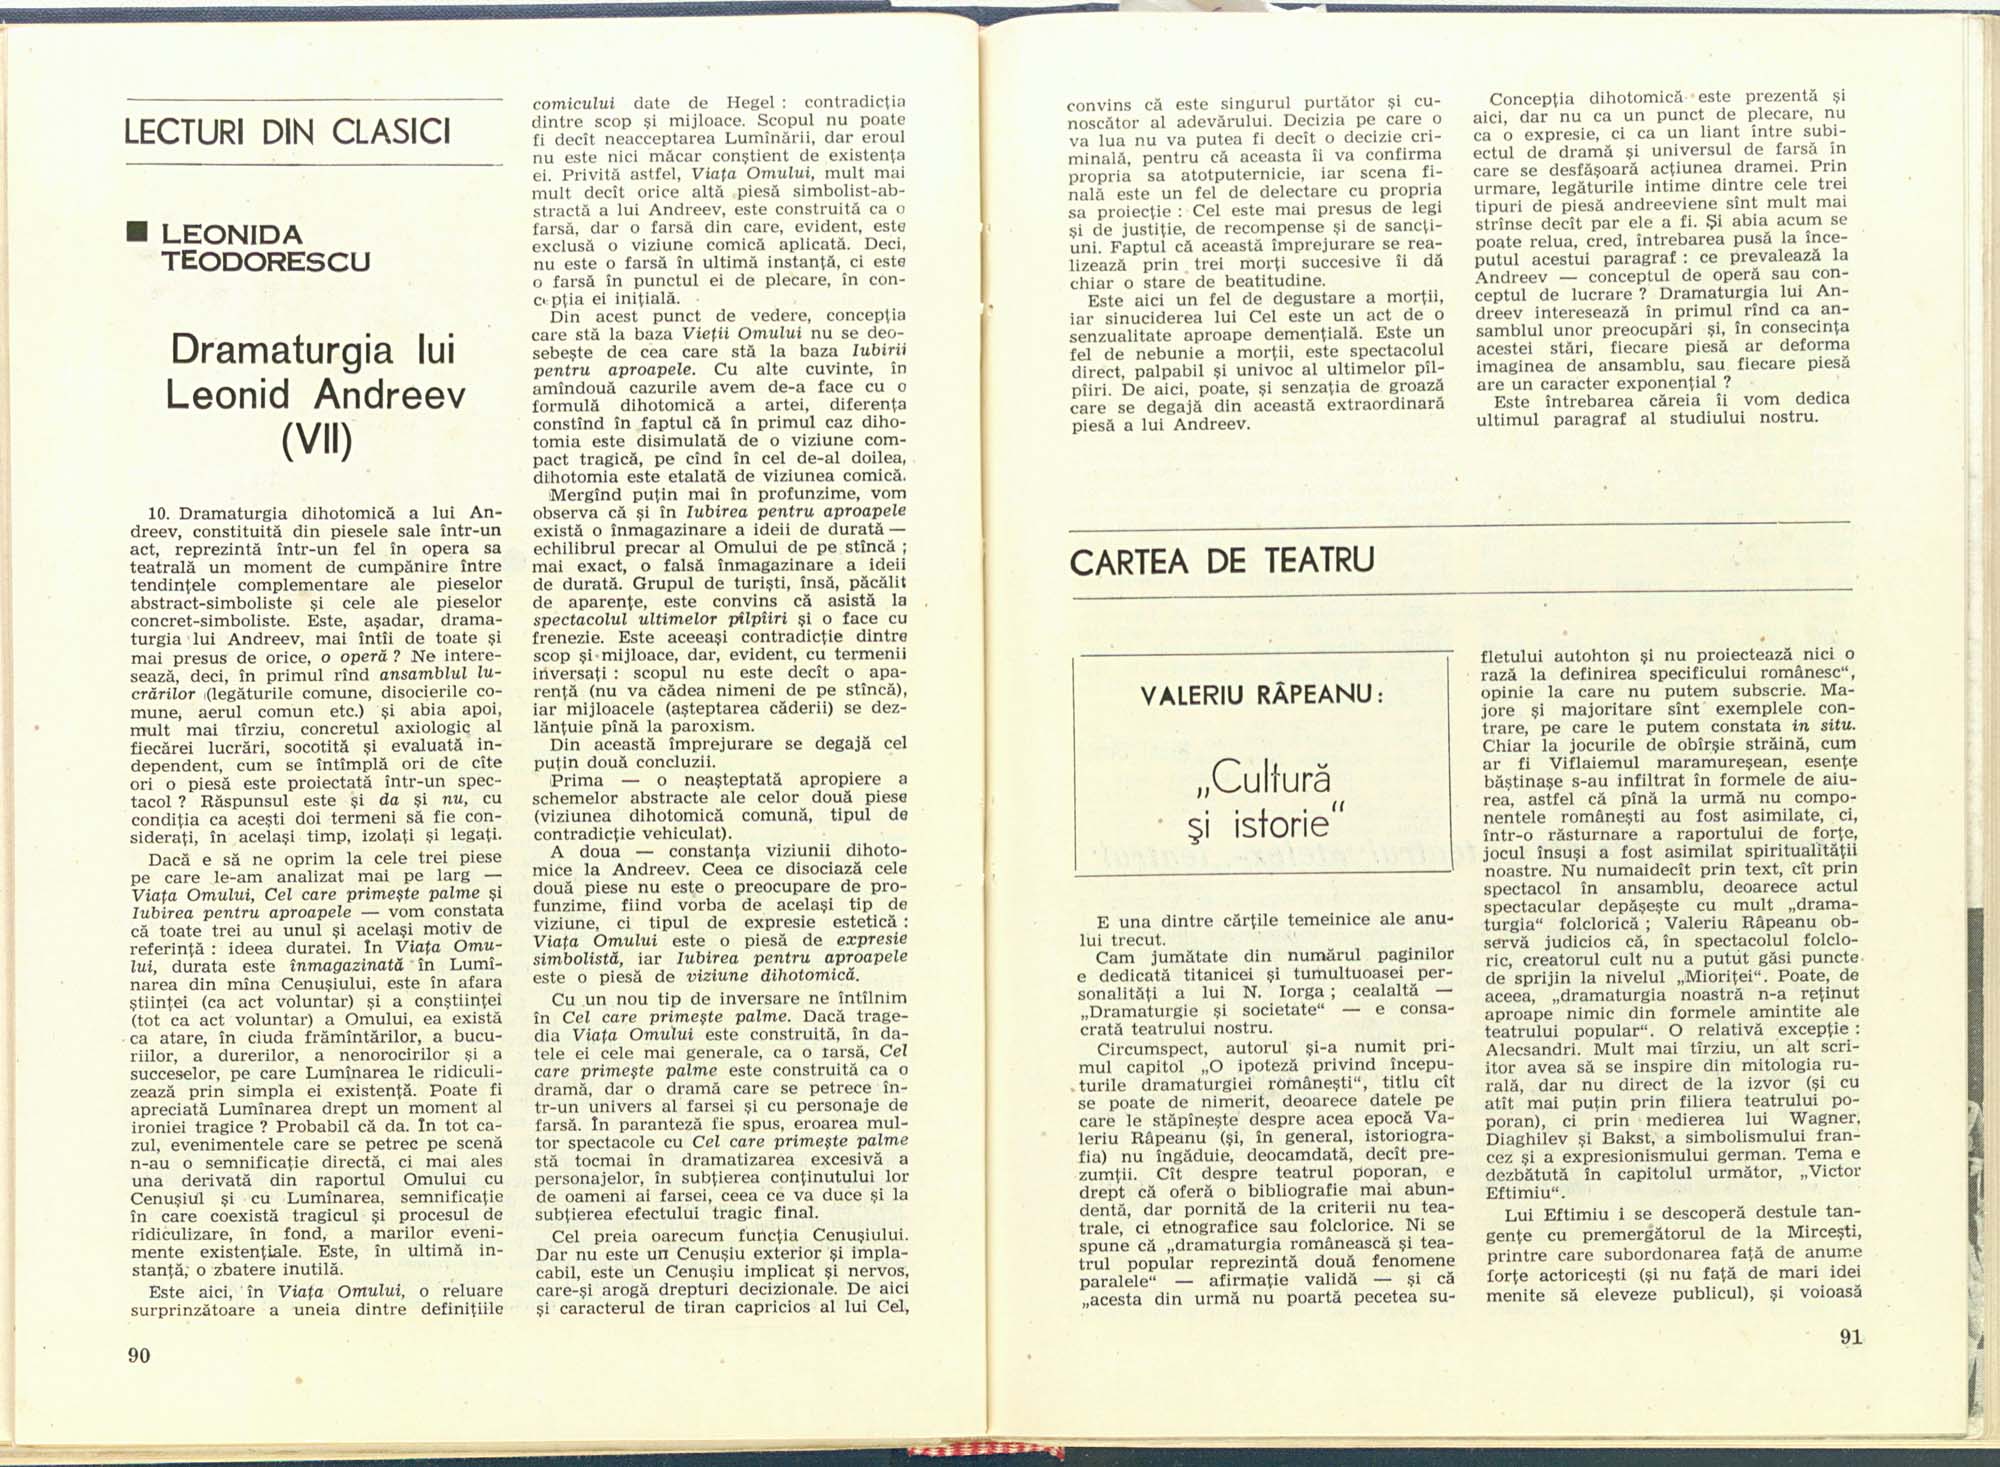 LECTURI DIN CLASICI
LEONIDA
TEODORESCU
Dramaturgia lui
Leonid Andreev
(VII)
10. Dramaturgia dihotomică a lui An-
dreev, constituită din piesele sale într-un
act, reprezintă într-un fel în opera sa
teatrală un moment de cumpănire între
tendințele complementare ale pieselor
abstract-simboliste și cele ale pieselor
concret-simboliste. Este, așadar, drama-
turgia lui Andreev, mai întîi de toate și
mai presus de orice, o operă ? Ne intere-
sează, deci, în primul rînd ansamblul lu-
crărilor (legăturile comune, disocierile co-
mune, aerul comun etc.) și abia apoi,
mult mai tîrziu, concretul axiologic al
fiecărei lucrări, socotită și evaluată in-
dependent, cum se întîmplă ori de cîte
ori o piesă este proiectată într-un spec-
tacol ? Răspunsul este și da și nu, cu
condiția ca acești doi termeni să fie con-
siderați, în același timp, izolați și legați.
Dacă e să ne oprim la cele trei piese
pe care le-am analizat mai pe larg —
Viața Omului, Cel care primește palme și
Iubirea pentru aproapele — vom constata
că toate trei au unul și același motiv de
referință : ideea duratei. În Viața Omu-
lui, durata este înmagazinată în Lumî-
narea din mîna Cenușiului, este în afara
științei (ca act voluntar) și a conștiinței
(tot ca act voluntar) a Omului, ea există
ca atare, în ciuda frămîntărilor, a bucu-
riilor, a durerilor, a nenorocirilor și a
succeselor, pe care Lumînarea le ridiculi-
zează prin simpla ei existență. Poate fi
apreciată Lumînarea drept un moment al
ironiei tragice ? Probabil că da. În tot ca-
zul, evenimentele care se petrec pe scenă
n-au o semnificație directă, ci mai ales
una derivată din raportul Omului cu
Cenușiul și cu Lumînarea, semnificație
în care coexistă tragicul și procesul de
ridiculizare, în fond, a marilor eveni-
mente existențiale. Este, în ultimă in-
stanță, o zbatere inutilă.
Este aici, în Viața Omului, o reluare
surprinzătoare a uneia dintre definițiile
90
comicului date de Hegel : contradicția
dintre scop și mijloace. Scopul nu poate
fi decît neacceptarea Lumînării, dar eroul
nu este nici măcar conștient de existența
ei. Privită astfel, Viața Omului, mult mai
mult decît orice altă piesă simbolist-ab-
stractă a lui Andreev, este construită ca o
farsă, dar o farsă din care, evident, este
exclusă o viziune comică aplicată. Deci,
nu este o farsă în ultimă instanță, ci este
o farsă în punctul ei de plecare, în con-
cepția ei inițială.
Din acest punct de vedere, concepția
care stă la baza Vieții Omului nu se deo-
sebește de cea care stă la baza Iubirii
pentru aproapele. Cu alte cuvinte, în
amîndouă cazurile avem de-a face cu o
formulă dihotomică a artei, diferența
constînd în faptul că în primul caz diho-
tomia este disimulată de o viziune com-
pact tragică, pe cînd în cel de-al doilea,
dihotomia este etalată de viziunea comică.
Mergînd puțin mai în profunzime, vom
observa că și în Iubirea pentru aproapele
există o înmagazinare a ideii de durată —
echilibrul precar al Omului de pe stîncă ;
mai exact, o falsă înmagazinare a ideii
de durată. Grupul de turiști, însă, păcălit
de aparențe, este convins că asistă la
spectacolul ultimelor pîlpîiri și o face cu
frenezie. Este aceeași contradicție dintre
scop și mijloace, dar, evident, cu termenii
inversați : scopul nu este decît o apa-
rență (nu va cădea nimeni de pe stîncă),
iar mijloacele (așteptarea căderii) se dez-
lănțuie pînă la paroxism.
Din această împrejurare se degajă cel
puțin două concluzii.
Prima — o neașteptată apropiere a
schemelor abstracte ale celor două piese
(viziunea dihotomică comună, tipul de
contradicție vehiculat).
A doua — constanța viziunii dihoto-
mice la Andreev. Ceea ce disociază cele
două piese nu este o preocupare de pro-
funzime, fiind vorba de același tip de
viziune, ci tipul de expresie estetică :
Viața Omului este o piesă de expresie
simbolistă, iar Iubirea pentru aproapele
este o piesă de viziune dihotomică.
Cu un nou tip de inversare ne întîlnim
în Cel care primește palme. Dacă trage-
dia Viața Omului este construită, în da-
tele ei cele mai generale, ca o farsă, Cel
care primește palme este construită ca o
dramă, dar o dramă care se petrece în-
tr-un univers al farsei și cu personaje de
farsă. În paranteză fie spus, eroarea mul-
tor spectacole cu Cel care primește palme
stă tocmai în dramatizarea excesivă a
personajelor, în subțierea conținutului lor
de oameni ai farsei, ceea ce va duce și la
subțierea efectului tragic final.
Cel preia oarecum funcția Cenușiului.
Dar nu este un Cenușiu exterior și impla-
cabil, este un Cenușiu implicat și nervos,
care-și arogă drepturi decizionale. De aici
și caracterul de tiran capricios al lui Cel,
convins că este singurul purtător și cu-
noscător al adevărului. Decizia pe care o
va lua nu va putea fi decît o decizie cri-
minală, pentru că aceasta îi va confirma
propria sa atotputernicie, iar scena fi-
nală este un fel de delectare cu propria
sa proiecție : Cel este mai presus de legi
și de justiție, de recompense și de sancți-
uni. Faptul că această împrejurare se rea-
lizează prin trei morți succesive îi dă
chiar o stare de beatitudine.
Este aici un fel de degustare a morții,
iar sinuciderea lui Cel este un act de o
senzualitate aproape demențială. Este un
fel de nebunie a morții, este spectacolul
direct, palpabil și univoc al ultimelor pîl-
pîiri. De aici, poate, și senzația de groază
care se degajă din această extraordinară
piesă a lui Andreev.
Concepția dihotomică este prezentă și
aici, dar nu ca un punct de plecare, nu
ca o expresie, ci ca un liant între subi-
ectul de dramă și universul de farsă în
care se desfășoară acțiunea dramei. Prin
urmare, legăturile intime dintre cele trei
tipuri de piesă andreeviene sînt mult mai
strînse decît par ele a fi. Și abia acum se
poate relua, cred, întrebarea pusă la înce-
putul acestui paragraf : ce prevalează la
Andreev — conceptul de operă sau con-
ceptul de lucrare ? Dramaturgia lui An-
dreev interesează în primul rînd ca an-
samblul unor preocupări și, în consecința
acestei stări, fiecare piesă ar deforma
imaginea de ansamblu, sau fiecare piesă
are un caracter exponențial ?
Este întrebarea căreia îi vom dedica
ultimul paragraf al studiului nostru.
CARTEA DE TEATRU
VALERIU RÂPEANU :
„Cultură
și istorie“
E una dintre cărțile temeinice ale anu-
lui trecut.
Cam jumătate din numărul paginilor
e dedicată titanicei și tumultuoasei per-
sonalități a lui N. Iorga ; cealaltă —
„Dramaturgie și societate“ — e consa-
crată teatrului nostru.
Circumspect, autorul și-a numit pri-
mul capitol „O ipoteză privind începu-
turile dramaturgiei românești“, titlu cît
se poate de nimerit, deoarece datele pe
care le stăpînește despre acea epocă Va-
leriu Râpeanu (și, în general, istoriogra-
fia) nu îngăduie, deocamdată, decît pre-
zumții. Cît despre teatrul poporan, e
drept că oferă o bibliografie mai abun-
dentă, dar pornită de la criterii nu tea-
trale, ci etnografice sau folclorice. Ni se
spune că „dramaturgia românească și tea-
trul popular reprezintă două fenomene
paralele“ — afirmație validă — și că
„acesta din urmă nu poartă pecetea su-
fletului autohton și nu proiectează nici o
rază la definirea specificului românesc“,
opinie la care nu putem subscrie. Ma-
jore și majoritare sînt exemplele con-
trare, pe care le putem constata in situ.
Chiar la jocurile de obîrșie străină, cum
ar fi Viflaiemul maramureșean, esențe
băștinașe s-au infiltrat în formele de aiu-
rea, astfel că pînă la urmă nu compo-
nentele românești au fost asimilate, ci,
într-o răsturnare a raportului de forțe,
jocul însuși a fost asimilat spiritualității
noastre. Nu numaidecît prin text, cît prin
spectacol în ansamblu, deoarece actul
spectacular depășește cu mult „drama-
turgia“ folclorică ; Valeriu Râpeanu ob-
servă judicios că, în spectacolul folclo-
ric, creatorul cult nu a putut găsi puncte
de sprijin la nivelul „Mioriței“. Poate, de
aceea, „dramaturgia noastră n-a reținut
aproape nimic din formele amintite ale
teatrului popular“. O relativă excepție :
Alecsandri. Mult mai tîrziu, un alt scri-
itor avea să se inspire din mitologia ru-
rală, dar nu direct de la izvor (și cu
atît mai puțin prin filiera teatrului po-
poran), ci prin medierea lui Wagner,
Diaghilev și Bakst, a simbolismului fran-
cez și a expresionismului german. Tema e
dezbătută în capitolul următor, „Victor
Eftimiu“.
Lui Eftimiu i se descoperă destule tan-
gențe cu premergătorul de la Mircești,
printre care subordonarea față de anume
forțe actoricești (și nu față de mari idei
menite să eleveze publicul), și voioasă
91